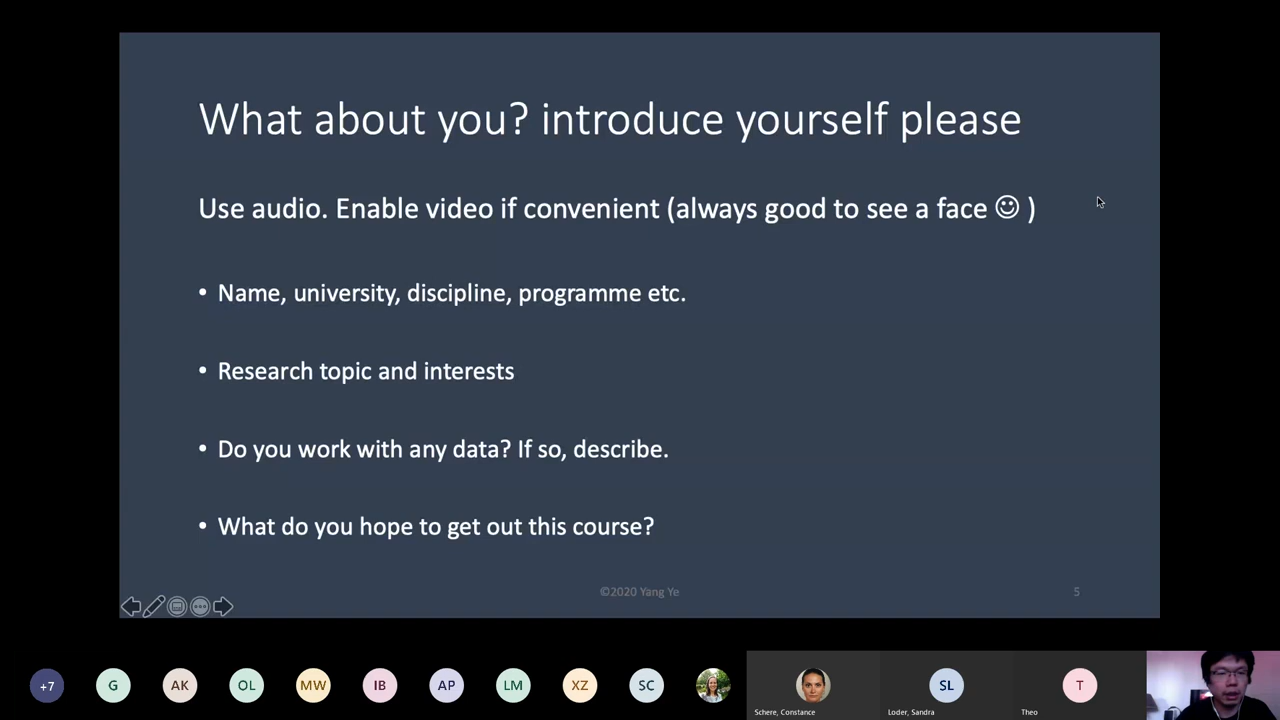 What about you? introduce yourself please
Use audio. Enable video if convenient (always good to see a face ☺ )
• Name, university, discipline, programme etc.
• Research topic and interests
• Do you work with any data? If so, describe.
• What do you hope to get out this course?
©2020 Yang Ye
5
+7
G
AK
OL
MW
IB
AP
LM
XZ
SC
SL
T
Schere, Constance
Loder, Sandra
Theo